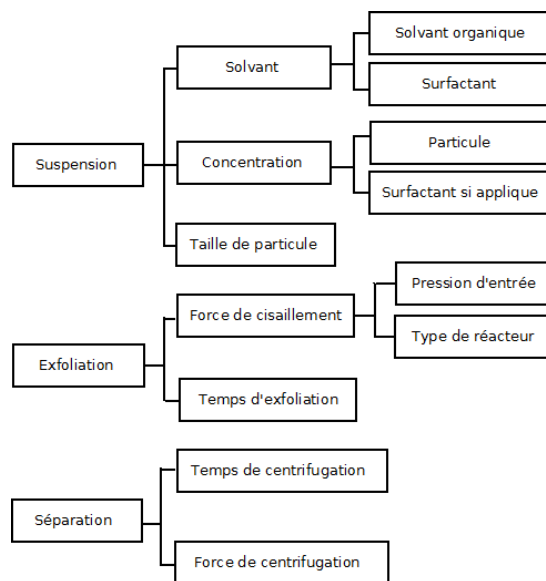 Solvant organique
Solvant
Surfactant
Particule
Suspension
Concentration
Surfactant si applique
Taille de particule
Pression d'entrée
Force de cisaillement
Type de réacteur
Exfoliation
Temps d'exfoliation
Temps de centrifugation
Séparation
Force de centrifugation